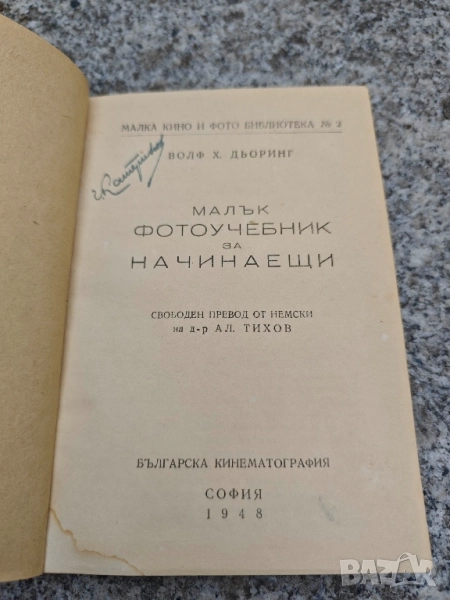 МАЛКА КИНО И ФОТО БИБЛИОТЕКА № 2
ВОЛФ Х. ДЬОРИНГ
МАЛЪК
ФОТОУЧЕБНИК
ЗА
НАЧИНАЕЩИ
СВОБОДЕН ПРЕВОД ОТ НЕМСКИ
на д-р АЛ. ТИХОВ
БЪЛГАРСКА КИНЕМАТОГРАФИЯ
СОФИЯ
1948
BAZAR